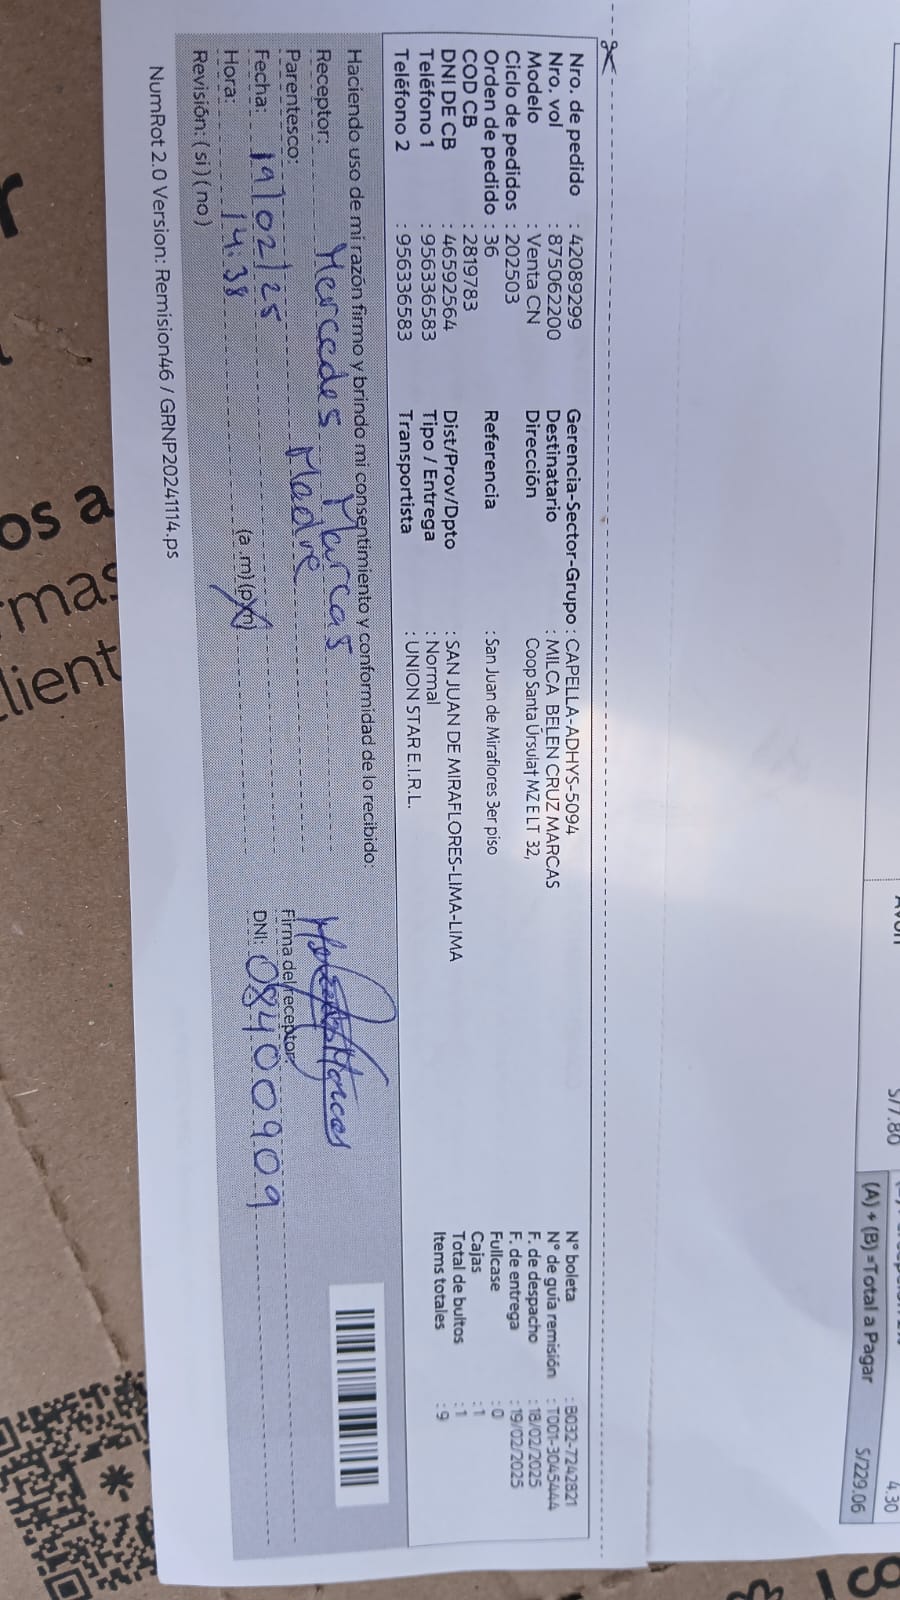 S/7.80
4.30
(A) + (B) =Total a Pagar S/229.06
Nro. de pedido : 42089299 Gerencia-Sector-Grupo : CAPELLA-ADHYS-5094 N° boleta : B032-7242821
Nro. vol : 875062200 Destinatario : MILCA BELEN CRUZ MARCAS N° de guía remisión : T001-3045444
Modelo : Venta CN Dirección Coop Santa Ursula† MZ E LT 32, F. de despacho : 18/02/2025
Ciclo de pedidos : 202503 F. de entrega : 19/02/2025
Orden de pedido : 36 Referencia : San Juan de Miraflores 3er piso Fullcase : 0
COD CB : 2819783 Cajas : 1
DNI DE CB : 46592564 Dist/Prov/Dpto : SAN JUAN DE MIRAFLORES-LIMA-LIMA Total de bultos : 1
Teléfono 1 : 956336583 Tipo / Entrega : Normal Items totales : 9
Teléfono 2 : 956336583 Transportista : UNION STAR E.I.R.L.
Haciendo uso de mi razón firmo y brindo mi consentimiento y conformidad de lo recibido:
Receptor: Mercedes Marcas
Parentesco: Madre Firma del receptor:
Fecha: 19/02/25 DNI: 08400909
Hora: 14:38 (a .m) (p.m)
Revisión: ( si ) ( no )
NumRot 2.0 Version: Remision46 / GRNP20241114.ps
os a
mas
lient